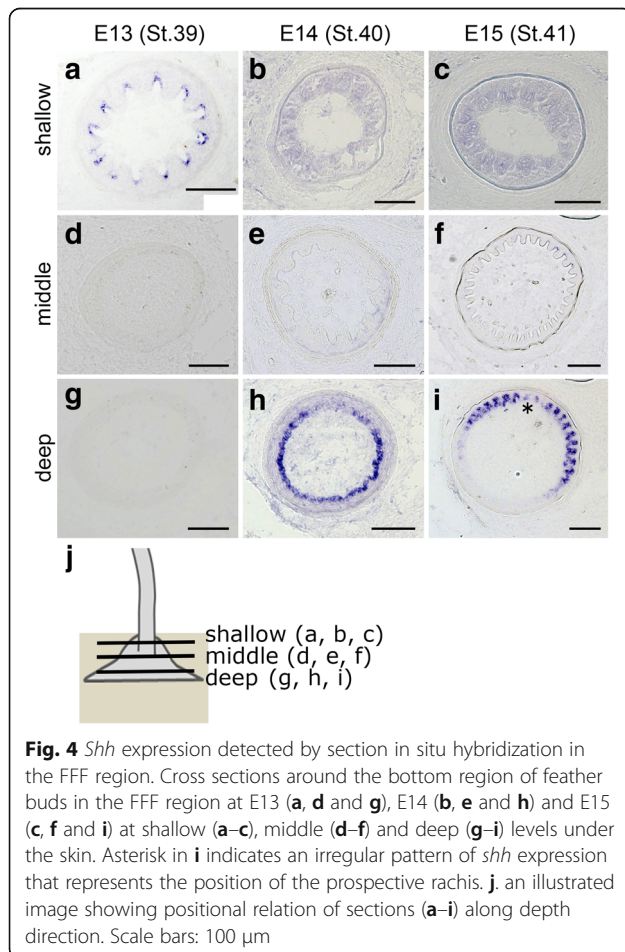 E13 (St.39) E14 (St.40) E15 (St.41)
shallow
a b c
middle
d e f
deep
g h i
*
j
shallow (a, b, c)
middle (d, e, f)
deep (g, h, i)
Fig. 4 Shh expression detected by section in situ hybridization in
the FFF region. Cross sections around the bottom region of feather
buds in the FFF region at E13 (a, d and g), E14 (b, e and h) and E15
(c, f and i) at shallow (a–c), middle (d–f) and deep (g–i) levels under
the skin. Asterisk in i indicates an irregular pattern of shh expression
that represents the position of the prospective rachis. j. an illustrated
image showing positional relation of sections (a–i) along depth
direction. Scale bars: 100 μm